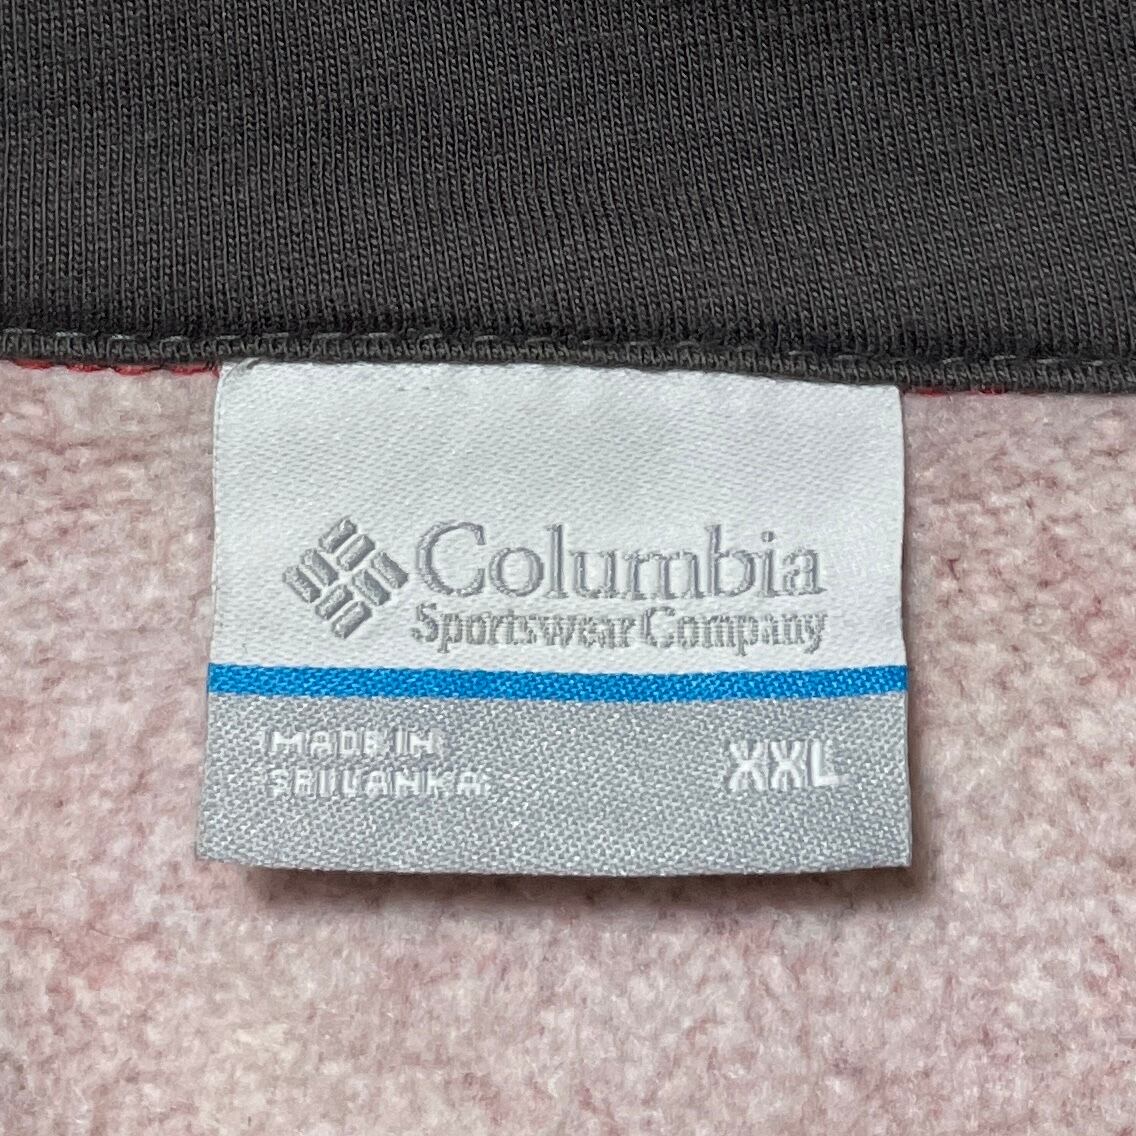 Columbia
Sportswear Company
MADE IN
SRI LANKA
XXL